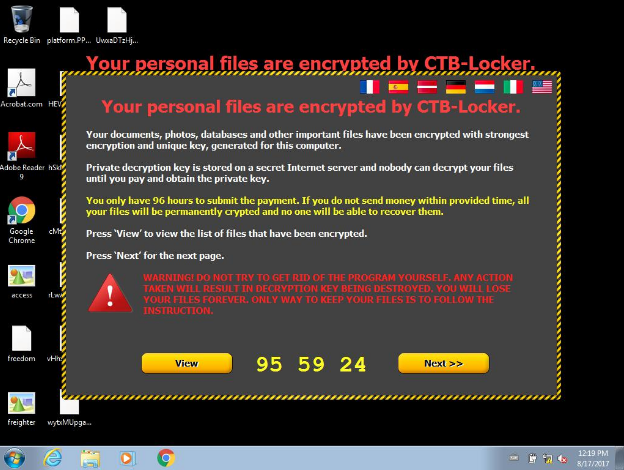 Your personal files are encrypted by CTB-Locker.
Recycle Bin
platform.PP...
UwxaDTzHj...
Acrobat.com
HEV
Adobe Reader
9
Google
Chrome
cM
access
rLw
freedom
vHh
freighter
wytxMUpga...
Your personal files are encrypted by CTB-Locker.
Your documents, photos, databases and other important files have been encrypted with strongest
encryption and unique key, generated for this computer.
Private decryption key is stored on a secret Internet server and nobody can decrypt your files
until you pay and obtain the private key.
You only have 96 hours to submit the payment. If you do not send money within provided time, all
your files will be permanently crypted and no one will be able to recover them.
Press 'View' to view the list of files that have been encrypted.
Press 'Next' for the next page.
WARNING! DO NOT TRY TO GET RID OF THE PROGRAM YOURSELF. ANY ACTION
TAKEN WILL RESULT IN DECRYPTION KEY BEING DESTROYED. YOU WILL LOSE
YOUR FILES FOREVER. ONLY WAY TO KEEP YOUR FILES IS TO FOLLOW THE
INSTRUCTION.
View
95 59 24
Next >>
12:19 PM
8/17/2017